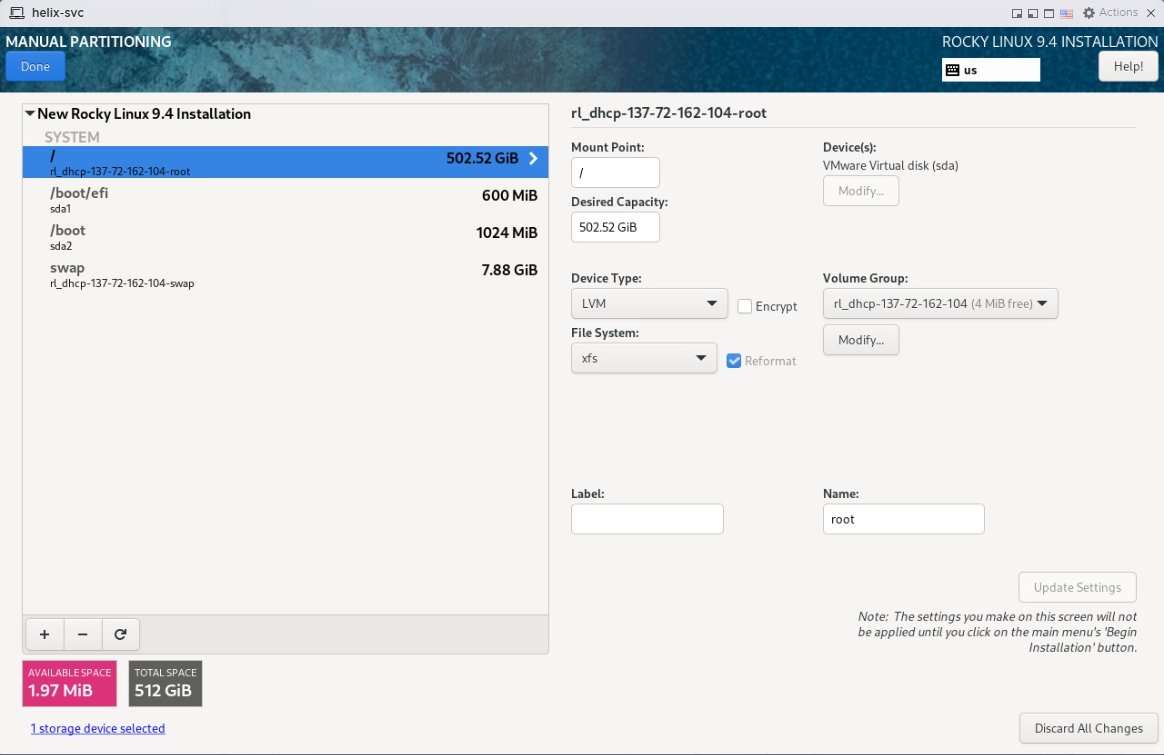 helix-svc
Actions
MANUAL PARTITIONING
ROCKY LINUX 9.4 INSTALLATION
Done
us
Help!
New Rocky Linux 9.4 Installation
SYSTEM
/
502.52 GiB
rl_dhcp-137-72-162-104-root
/boot/efi
600 MiB
sda1
/boot
1024 MiB
sda2
swap
7.88 GiB
rl_dhcp-137-72-162-104-swap
+ −
AVAILABLE SPACE
1.97 MiB
TOTAL SPACE
512 GiB
1 storage device selected
rl_dhcp-137-72-162-104-root
Mount Point:
/
Device(s):
VMware Virtual disk (sda)
Modify...
Desired Capacity:
502.52 GiB
Device Type:
LVM
Encrypt
Volume Group:
rl_dhcp-137-72-162-104 (4 MiB free)
Modify...
File System:
xfs
Reformat
Label:
Name:
root
Update Settings
Note: The settings you make on this screen will not
be applied until you click on the main menu's 'Begin
Installation' button.
Discard All Changes